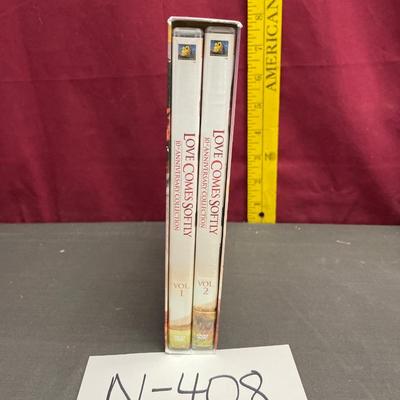 LOVE COMES SOFTLY
10TH ANNIVERSARY COLLECTION
VOL 1
LOVE COMES SOFTLY
10TH ANNIVERSARY COLLECTION
VOL 2
AMERICAN
N-408